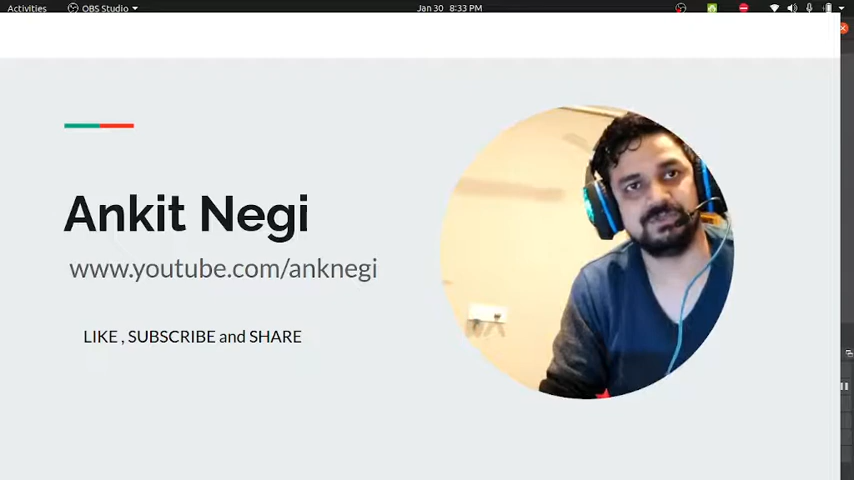 Activities OBS Studio Jan 30 8:33 PM
Ankit Negi
www.youtube.com/anknegi
LIKE , SUBSCRIBE and SHARE